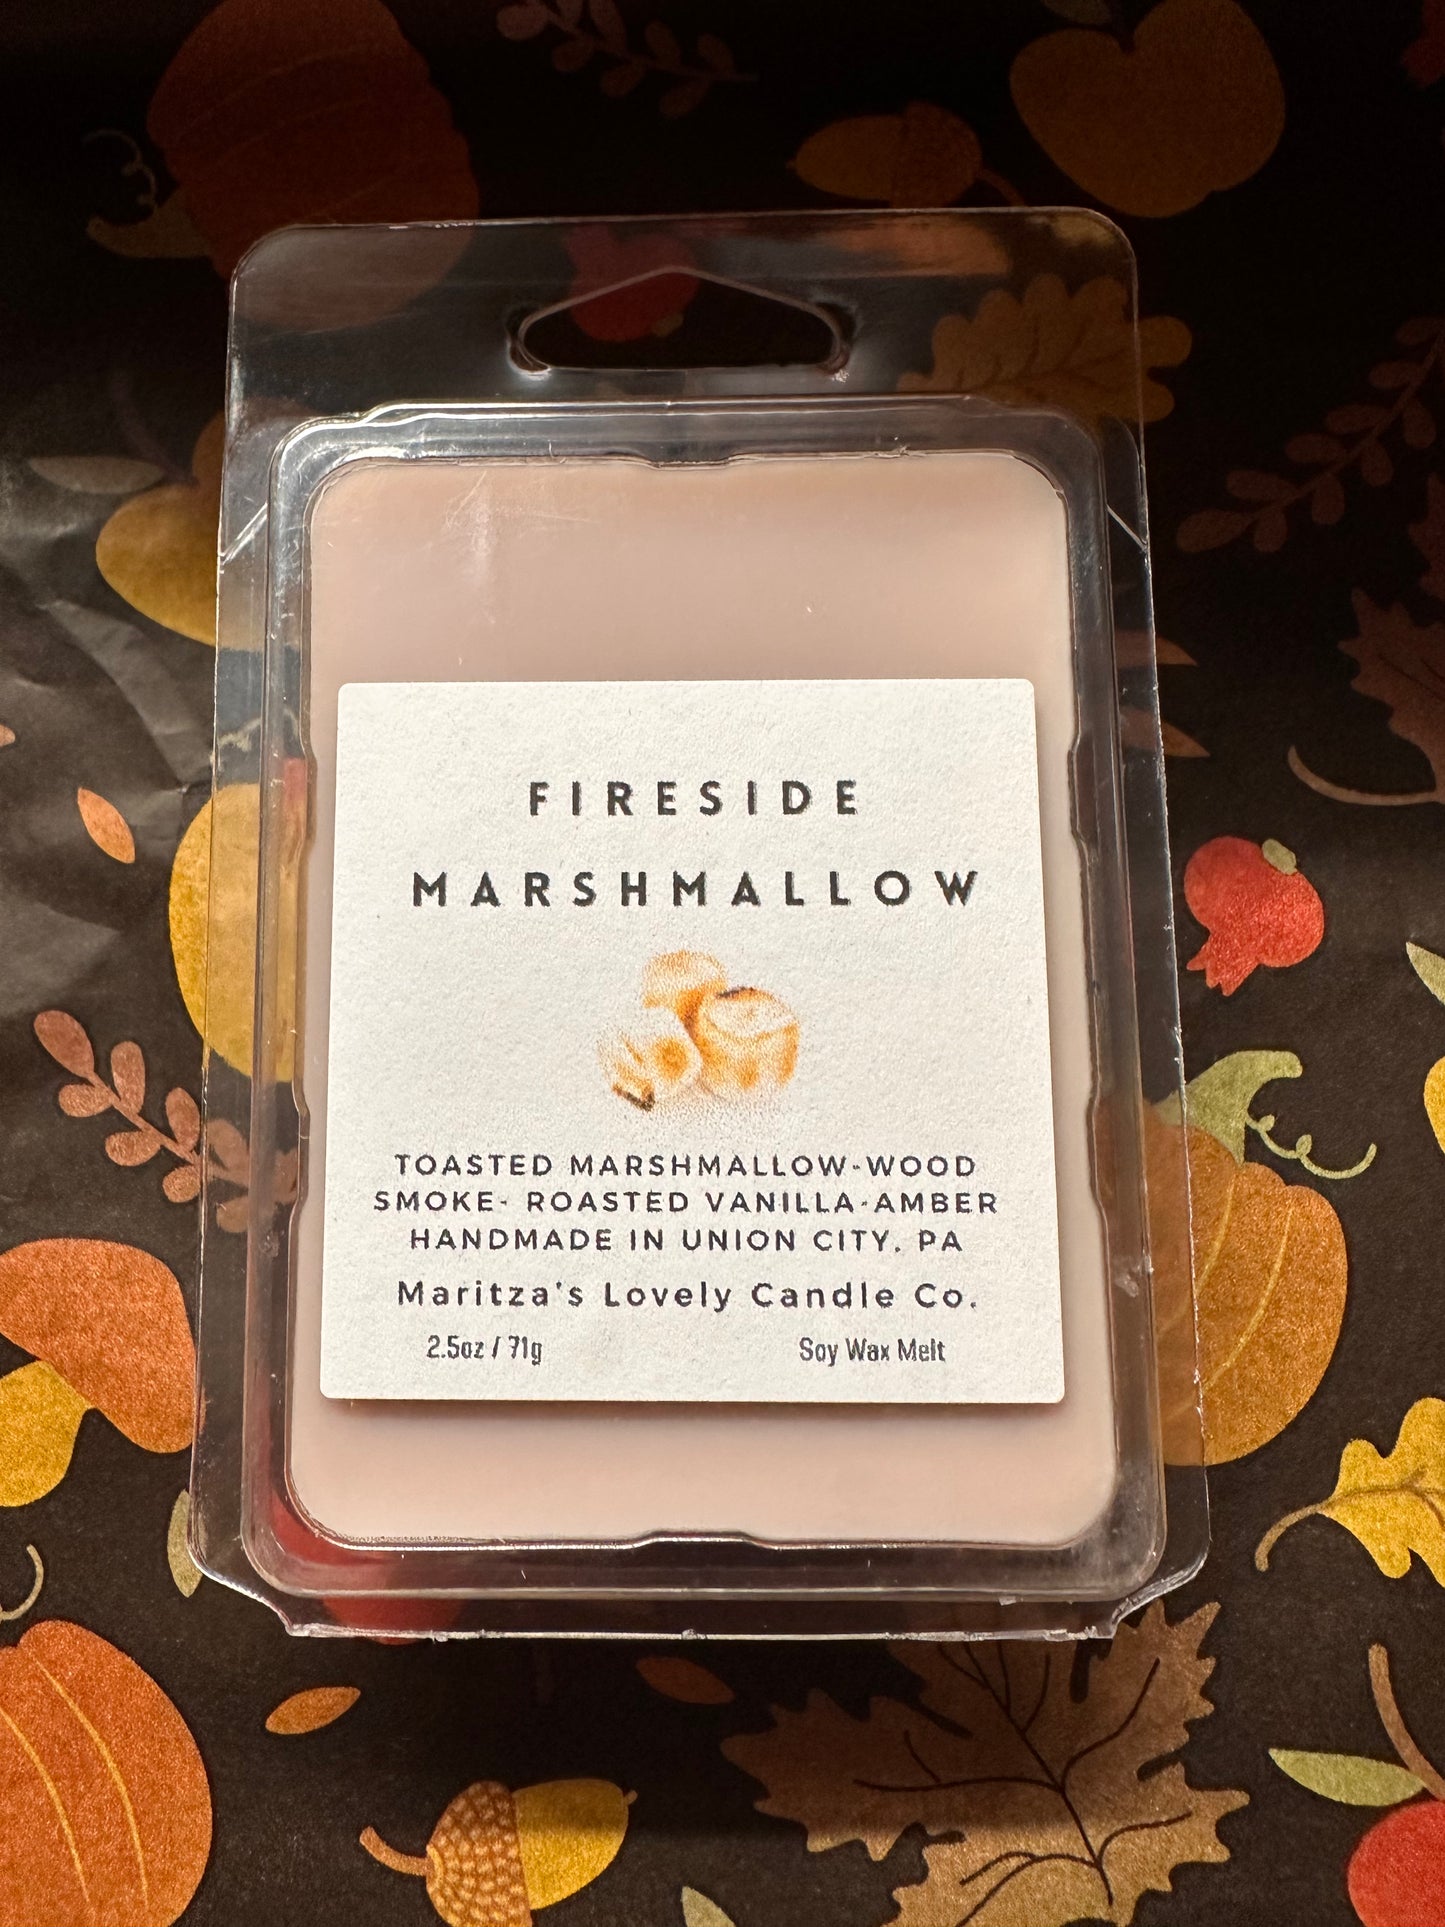 FIRESIDE
MARSHMALLOW
TOASTED MARSHMALLOW-WOOD
SMOKE- ROASTED VANILLA-AMBER
HANDMADE IN UNION CITY, PA
Maritza's Lovely Candle Co.
2.5oz / 71g Soy Wax Melt